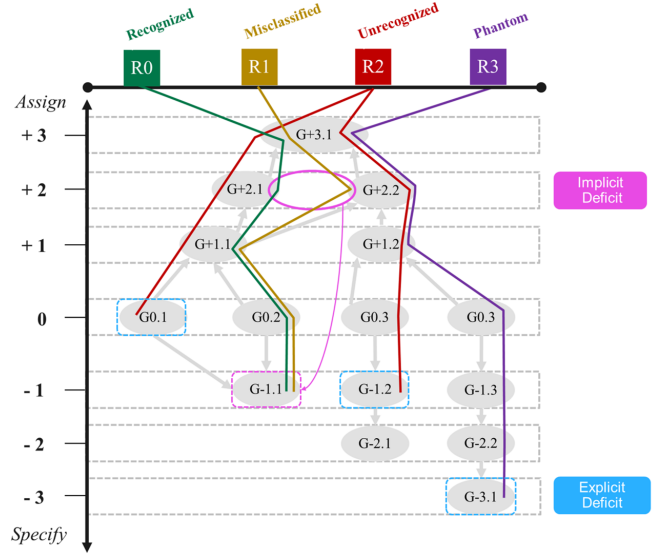 Recognized
Misclassified
Unrecognized
Phantom
R0
R1
R2
R3
Assign
+ 3
G+3.1
+ 2
G+2.1
G+2.2
Implicit
Deficit
+ 1
G+1.1
G+1.2
0
G0.1
G0.2
G0.3
G0.3
- 1
G-1.1
G-1.2
G-1.3
- 2
G-2.1
G-2.2
- 3
G-3.1
Explicit
Deficit
Specify